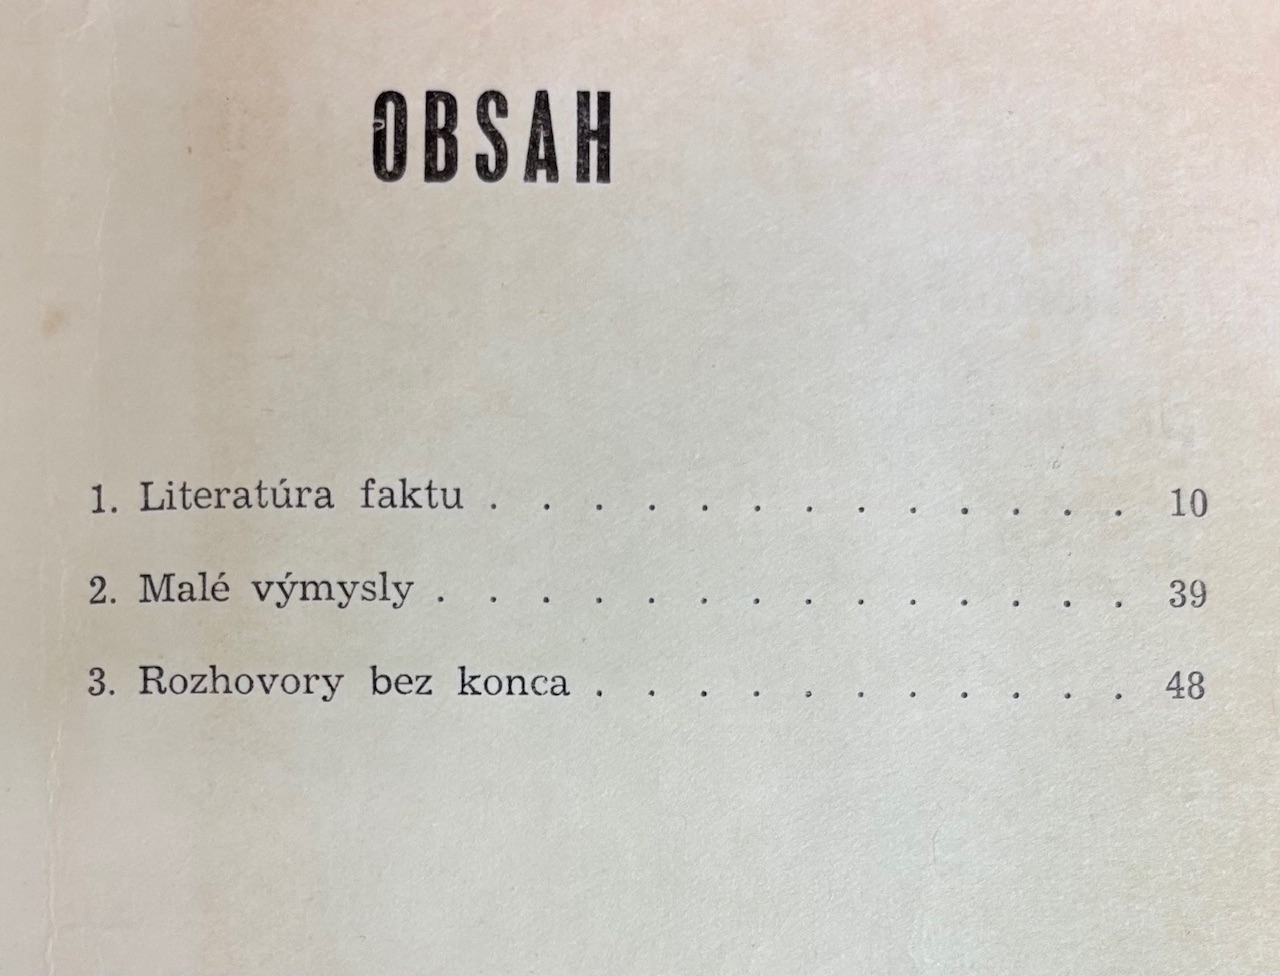 OBSAH
1. Literatúra faktu . . . . . . . . . . . . . 10
2. Malé výmysly . . . . . . . . . . . . . . 39
3. Rozhovory bez konca . . . . . . . . . . . 48